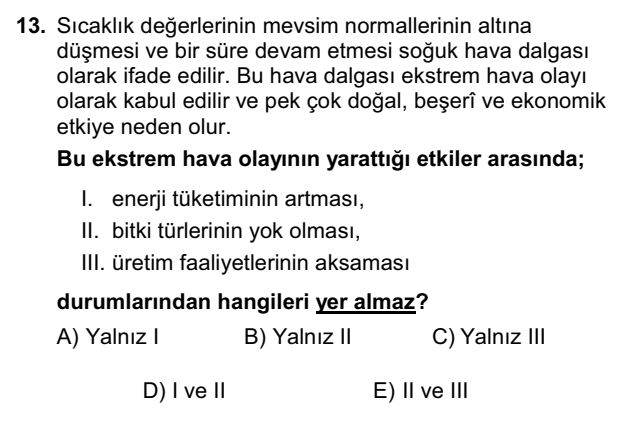 13. Sıcaklık değerlerinin mevsim normallerinin altına
düşmesi ve bir süre devam etmesi soğuk hava dalgası
olarak ifade edilir. Bu hava dalgası ekstrem hava olayı
olarak kabul edilir ve pek çok doğal, beşerî ve ekonomik
etkiye neden olur.
Bu ekstrem hava olayının yarattığı etkiler arasında;
I. enerji tüketiminin artması,
II. bitki türlerinin yok olması,
III. üretim faaliyetlerinin aksaması
durumlarından hangileri yer almaz?
A) Yalnız I B) Yalnız II C) Yalnız III
D) I ve II E) II ve III